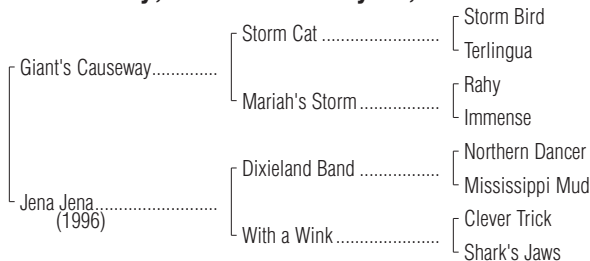 Storm Bird
Storm Cat ....................
Terlingua
Giant's Causeway..............
Rahy
Mariah's Storm .................
Immense
Northern Dancer
Dixieland Band .................
Mississippi Mud
Jena Jena..........................
(1996)
Clever Trick
With a Wink ......................
Shark's Jaws